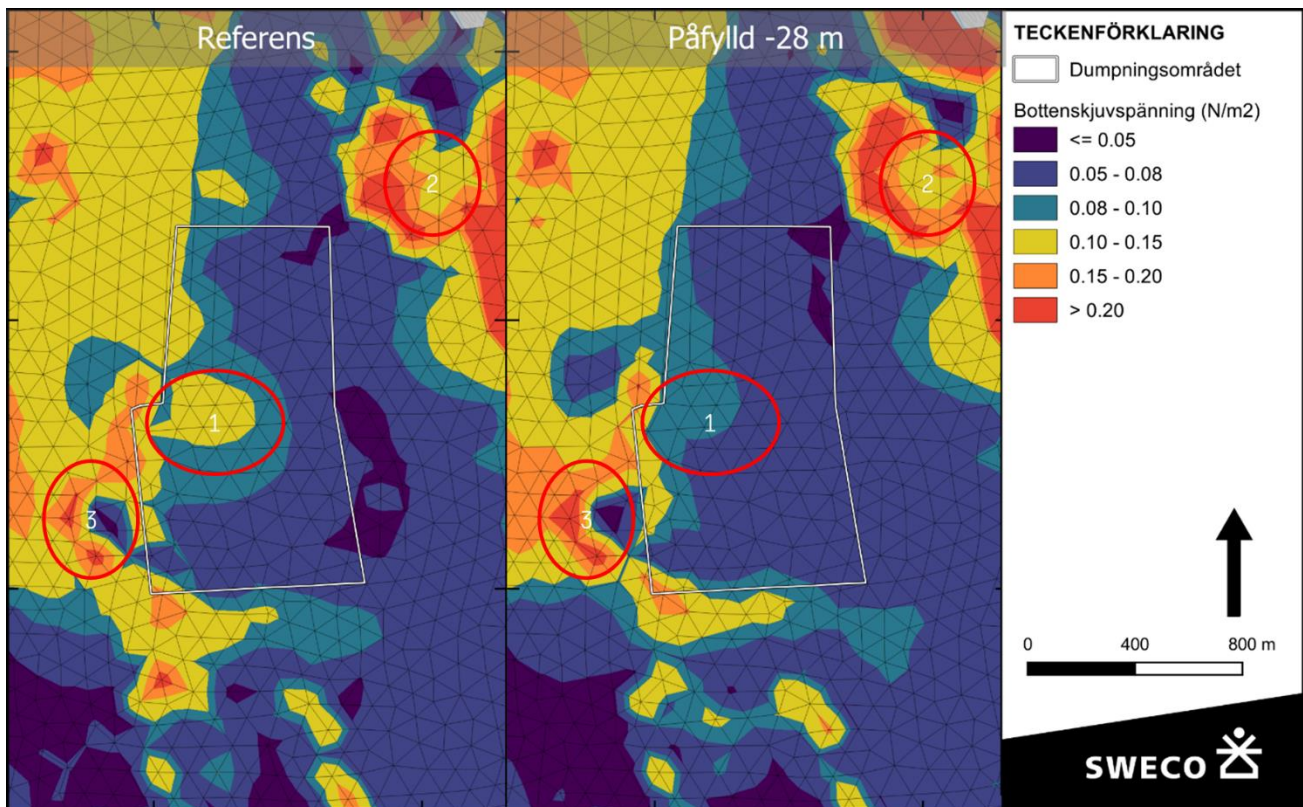 Referens
Påfylld -28 m
1
2
3
1
2
3
TECKENFÖRKLARING
Dumpningsområdet
Bottenskjuvspänning (N/m2)
<= 0.05
0.05 - 0.08
0.08 - 0.10
0.10 - 0.15
0.15 - 0.20
> 0.20
0 400 800 m
SWECO